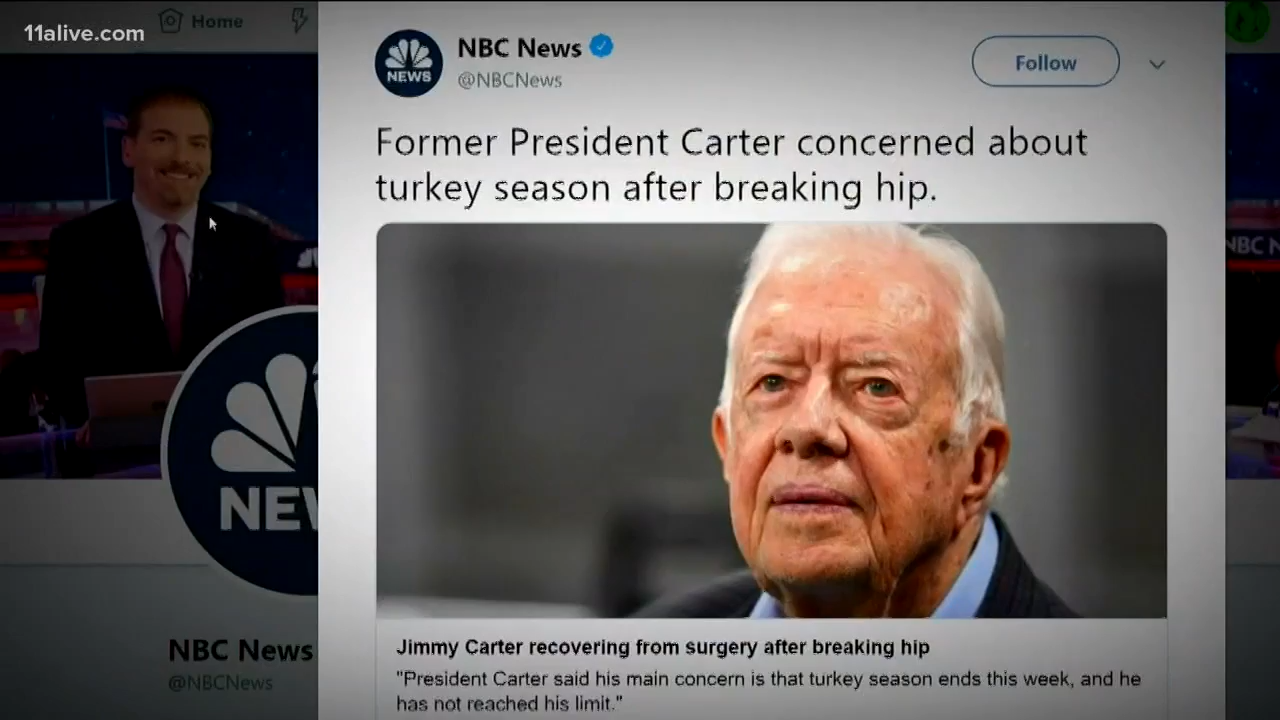 11alive.com
Home
NBC News
@NBCNews
Follow
NEWS
Former President Carter concerned about
turkey season after breaking hip.
NBC N
NEW
Jimmy Carter recovering from surgery after breaking hip
"President Carter said his main concern is that turkey season ends this week, and he
has not reached his limit."
NBC News
@NBCNews